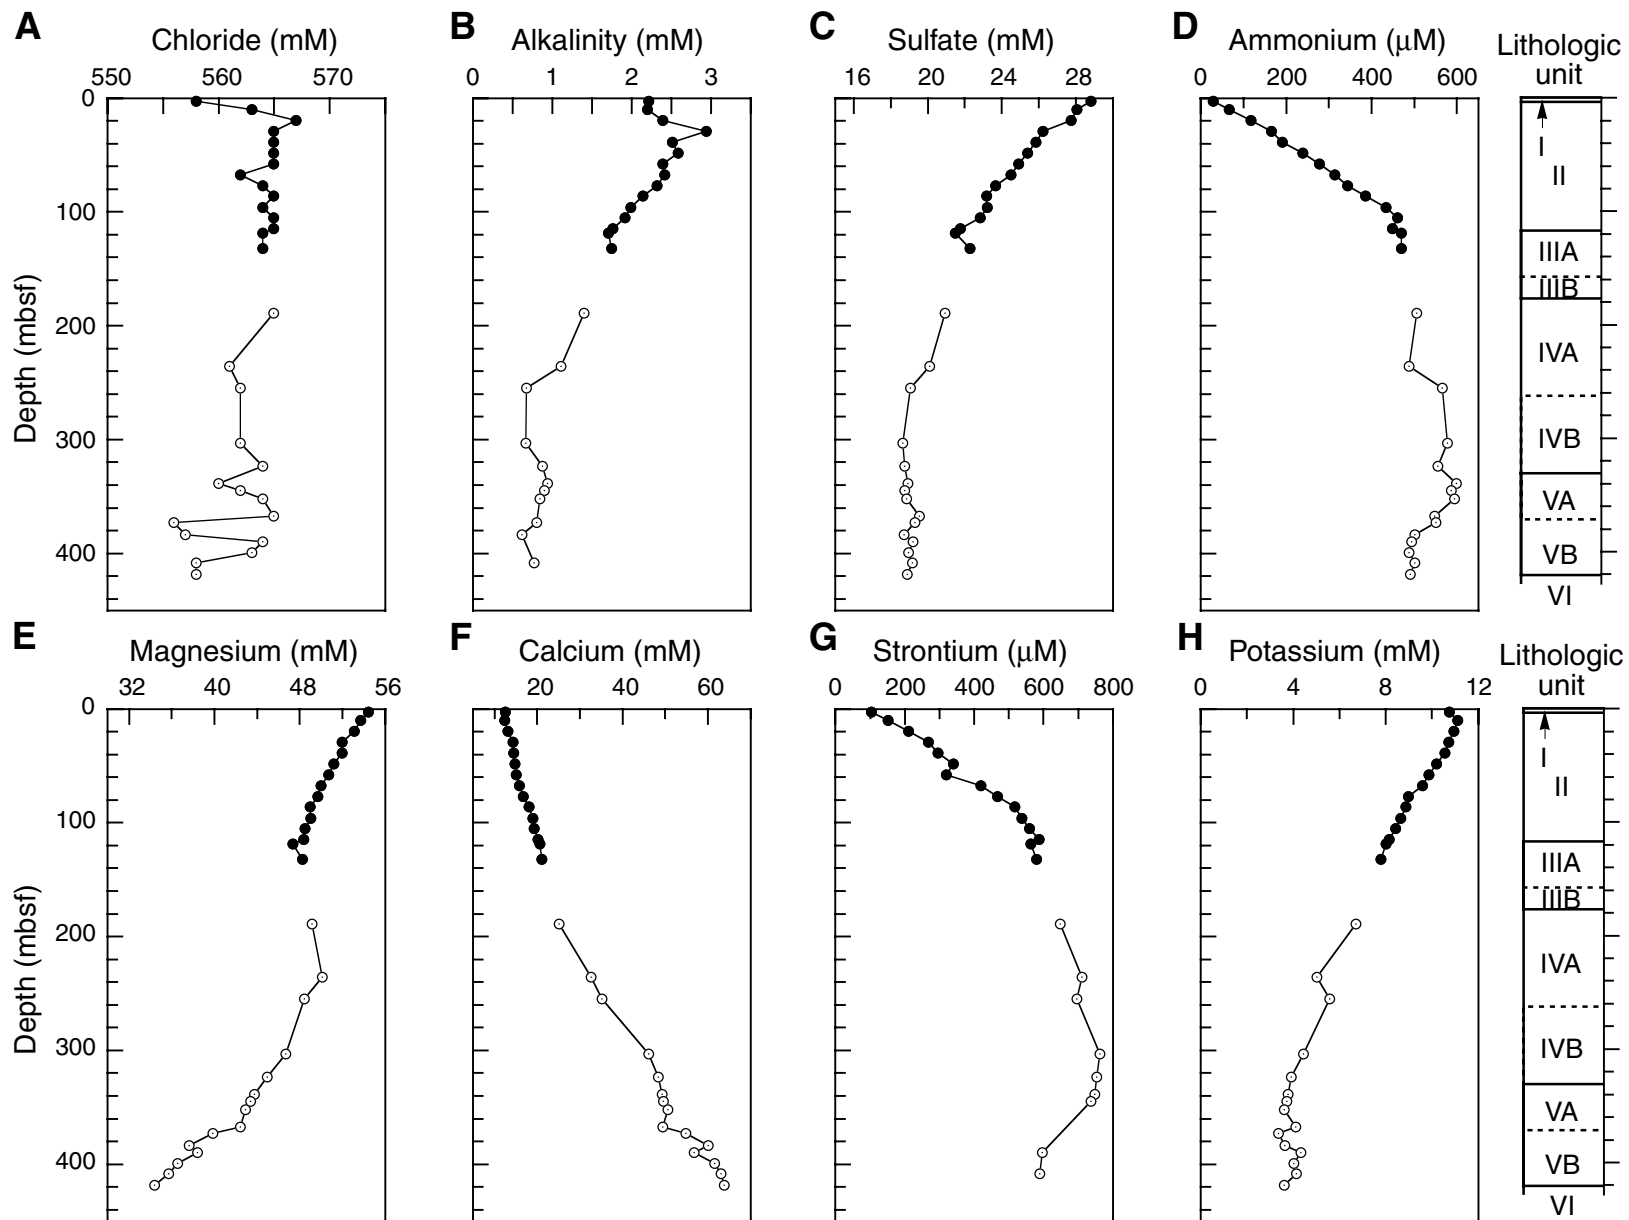 A Chloride (mM) B Alkalinity (mM) C Sulfate (mM) D Ammonium (μM) Lithologic unit
550 560 570 0 1 2 3 16 20 24 28 0 200 400 600
0
100
200
300
400
Depth (mbsf)
I
II
IIIA
IIIB
IVA
IVB
VA
VB
VI
E Magnesium (mM) F Calcium (mM) G Strontium (μM) H Potassium (mM) Lithologic unit
32 40 48 56 20 40 60 0 200 400 600 800 0 4 8 12
0
100
200
300
400
Depth (mbsf)
I
II
IIIA
IIIB
IVA
IVB
VA
VB
VI